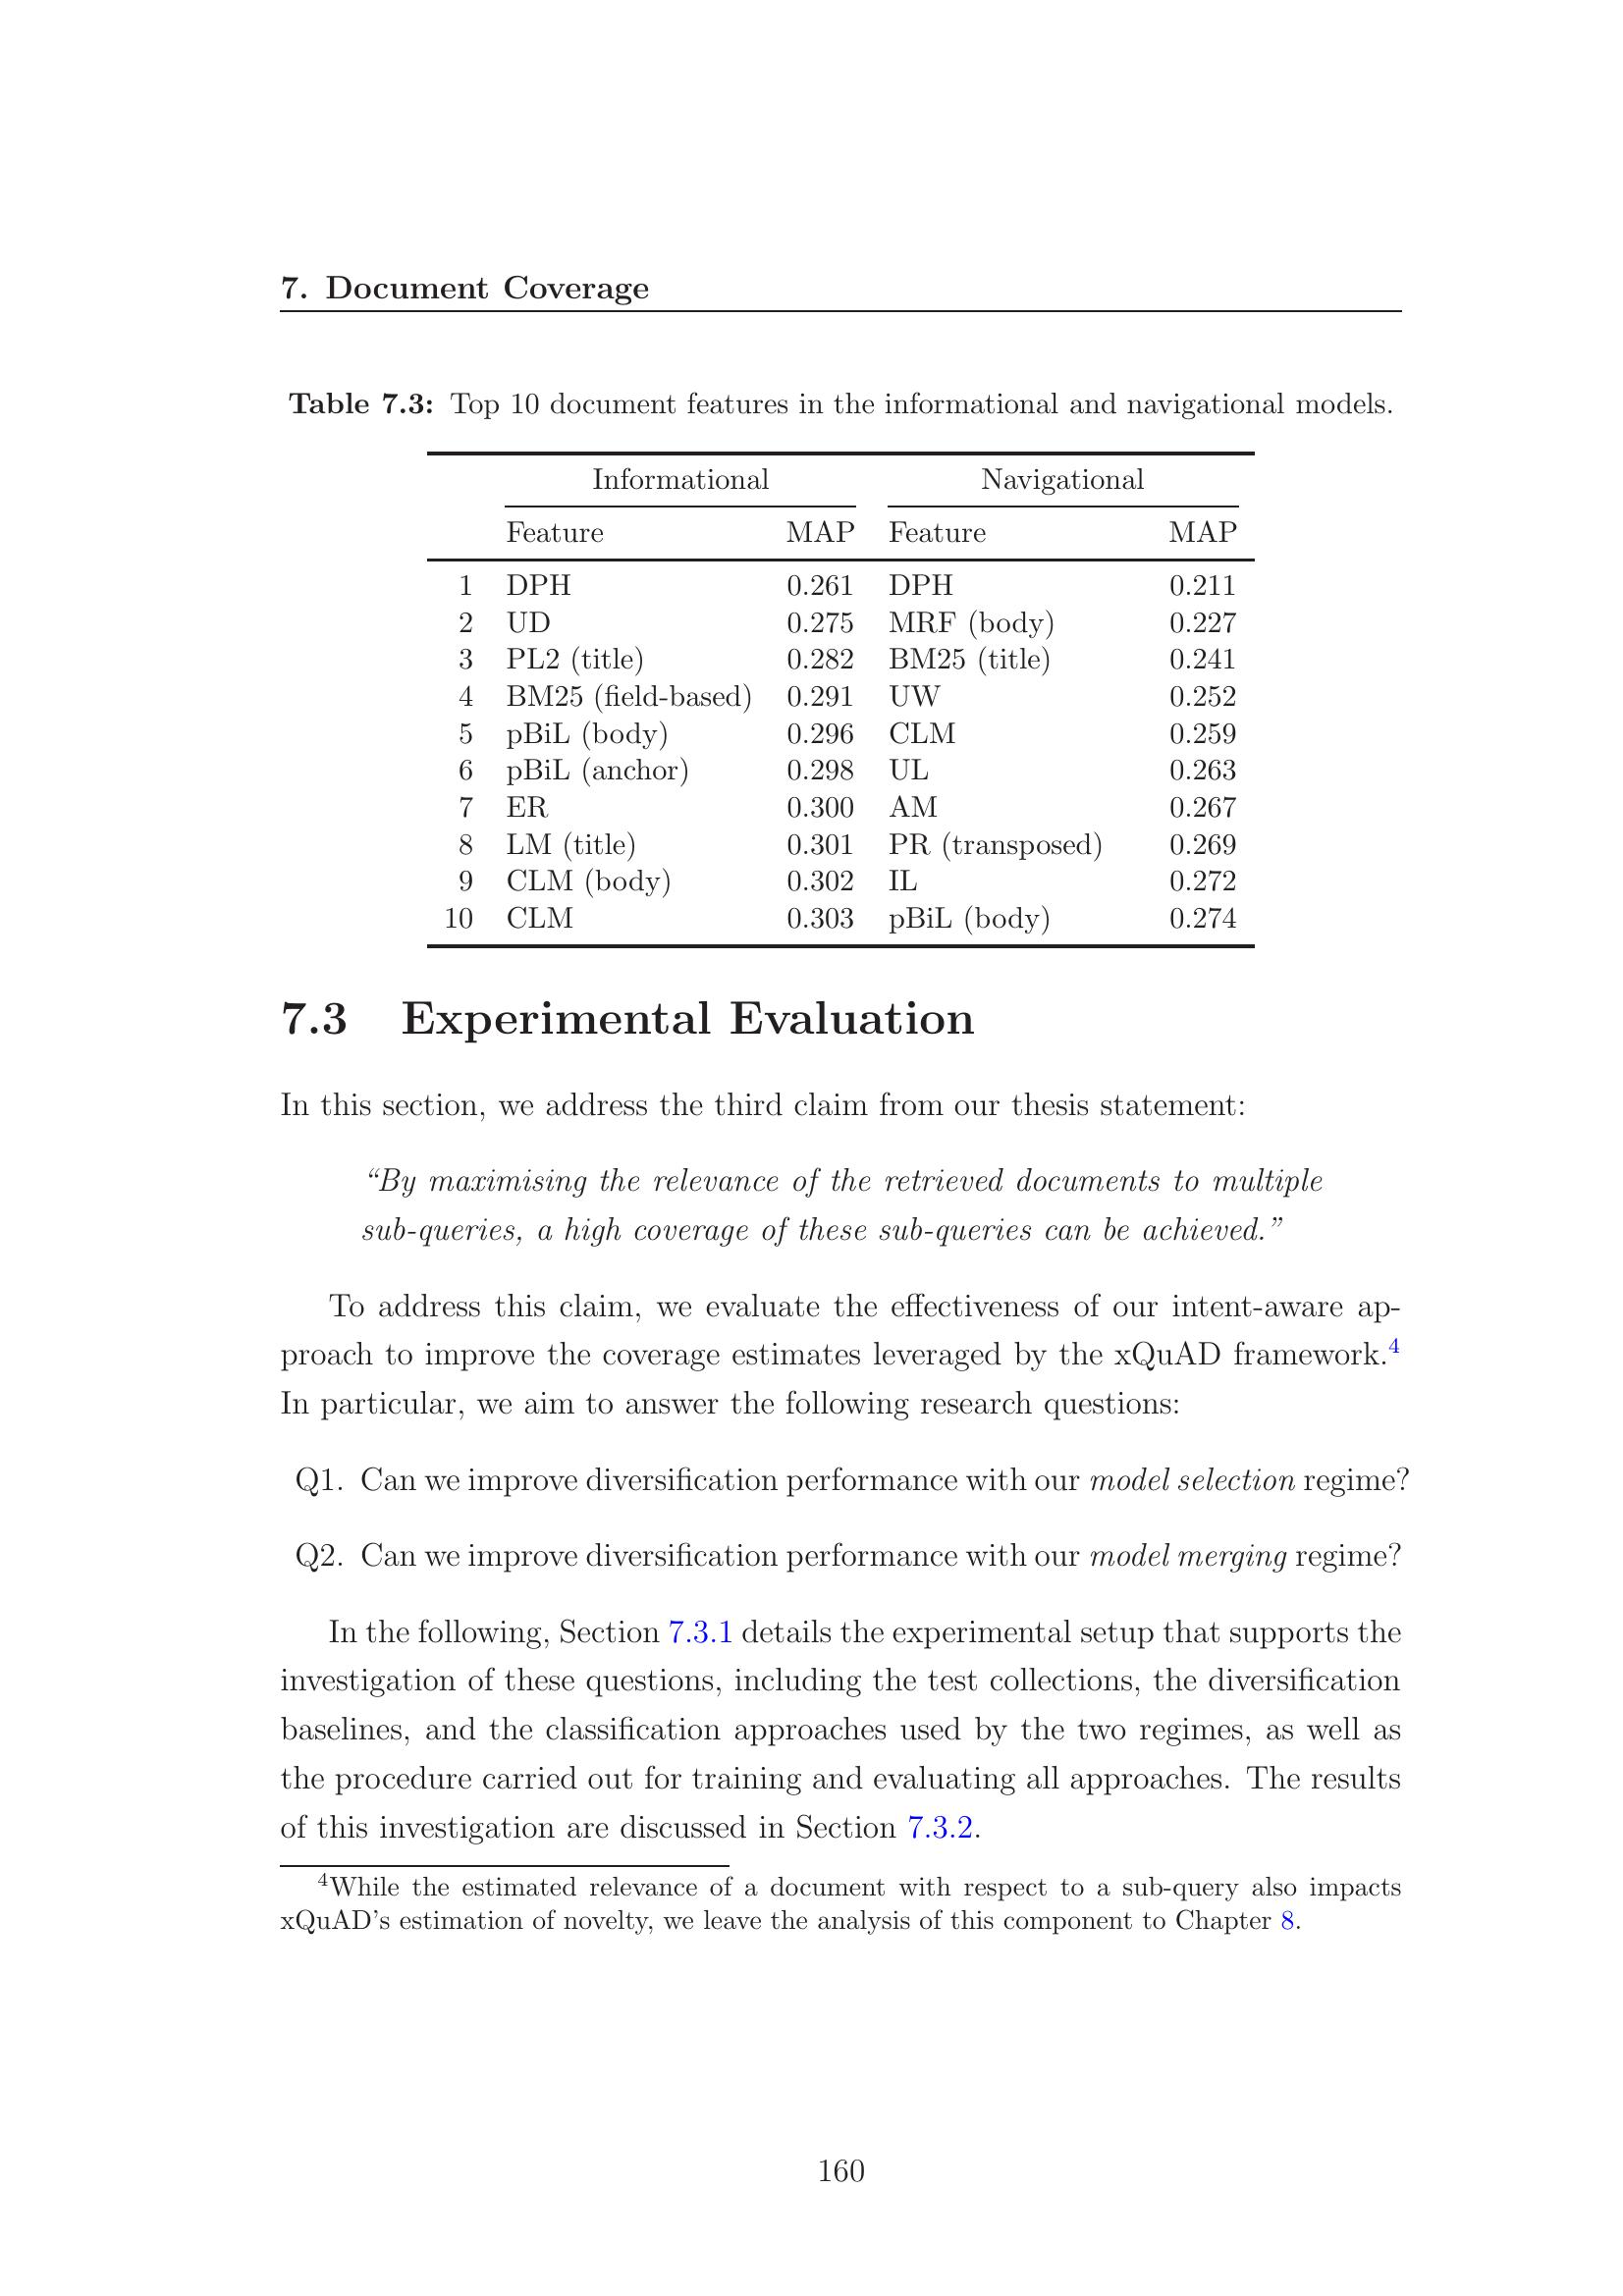 7. Document Coverage
Table 7.3: Top 10 document features in the informational and navigational models.
Informational Navigational
Feature MAP Feature MAP
1 DPH 0.261 DPH 0.211
2 UD 0.275 MRF (body) 0.227
3 PL2 (title) 0.282 BM25 (title) 0.241
4 BM25 (field-based) 0.291 UW 0.252
5 pBiL (body) 0.296 CLM 0.259
6 pBiL (anchor) 0.298 UL 0.263
7 ER 0.300 AM 0.267
8 LM (title) 0.301 PR (transposed) 0.269
9 CLM (body) 0.302 IL 0.272
10 CLM 0.303 pBiL (body) 0.274
7.3 Experimental Evaluation
In this section, we address the third claim from our thesis statement:
“By maximising the relevance of the retrieved documents to multiple
sub-queries, a high coverage of these sub-queries can be achieved.”
To address this claim, we evaluate the effectiveness of our intent-aware ap-
proach to improve the coverage estimates leveraged by the xQuAD framework.4
In particular, we aim to answer the following research questions:
Q1. Can we improve diversification performance with our model selection regime?
Q2. Can we improve diversification performance with our model merging regime?
In the following, Section 7.3.1 details the experimental setup that supports the
investigation of these questions, including the test collections, the diversification
baselines, and the classification approaches used by the two regimes, as well as
the procedure carried out for training and evaluating all approaches. The results
of this investigation are discussed in Section 7.3.2.
4While the estimated relevance of a document with respect to a sub-query also impacts
xQuAD’s estimation of novelty, we leave the analysis of this component to Chapter 8.
160